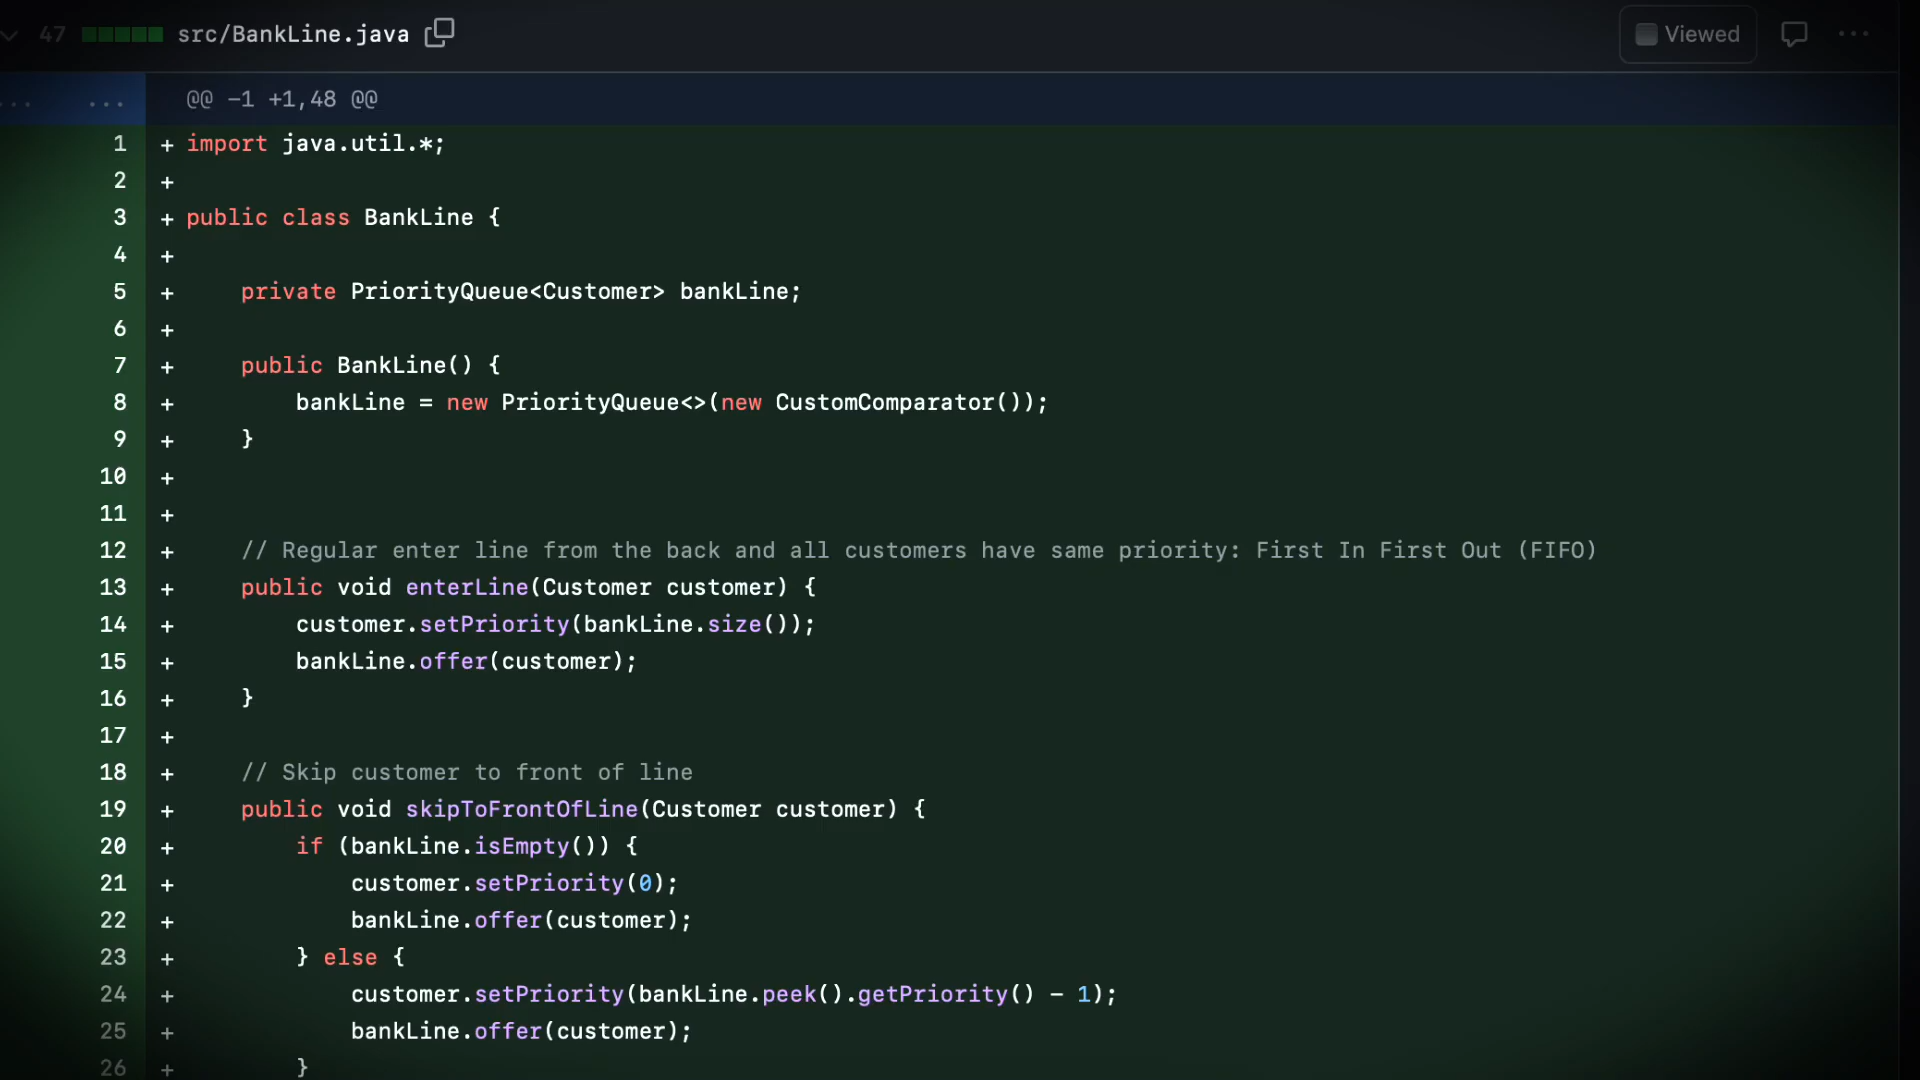 47 src/BankLine.java Viewed ...
... ... @@ -1 +1,48 @@
1 + import java.util.*;
2 +
3 + public class BankLine {
4 +
5 + private PriorityQueue<Customer> bankLine;
6 +
7 + public BankLine() {
8 + bankLine = new PriorityQueue<>(new CustomComparator());
9 + }
10 +
11 +
12 + // Regular enter line from the back and all customers have same priority: First In First Out (FIFO)
13 + public void enterLine(Customer customer) {
14 + customer.setPriority(bankLine.size());
15 + bankLine.offer(customer);
16 + }
17 +
18 + // Skip customer to front of line
19 + public void skipToFrontOfLine(Customer customer) {
20 + if (bankLine.isEmpty()) {
21 + customer.setPriority(0);
22 + bankLine.offer(customer);
23 + } else {
24 + customer.setPriority(bankLine.peek().getPriority() - 1);
25 + bankLine.offer(customer);
26 + }